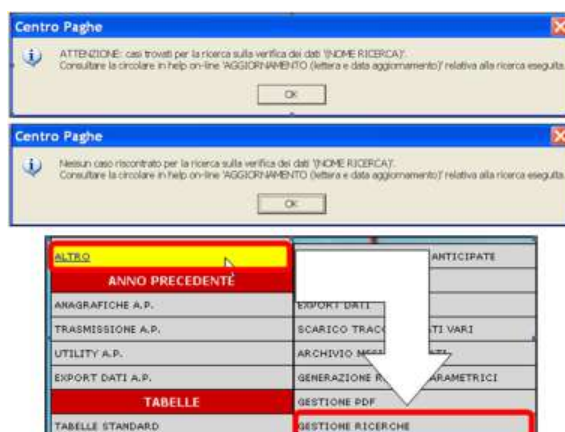 Centro Paghe
ATTENZIONE: casi trovati per la ricerca sulla verifica dei dati '(NOME RICERCA)'.
Consultare la circolare in help on-line 'AGGIORNAMENTO (lettera e data aggiornamento)' relativa alla ricerca eseguita.
OK
Centro Paghe
Nessun caso riscontrato per la ricerca sulla verifica dei dati '(NOME RICERCA)'.
Consultare la circolare in help on-line 'AGGIORNAMENTO (lettera e data aggiornamento)' relativa alla ricerca eseguita.
OK
ALTRO
ANTICIPATE
ANNO PRECEDENTE
ANAGRAFICHE A.P.
EXPORT DATI
TRASMISSIONE A.P.
SCARICO TRACC
TI VARI
UTILITY A.P.
ARCHIVIO
EXPORT DATI A.P.
GENERAZIONE
ARAMETRICI
TABELLE
GESTIONE PDF
TABELLE STANDARD
GESTIONE RICERCHE